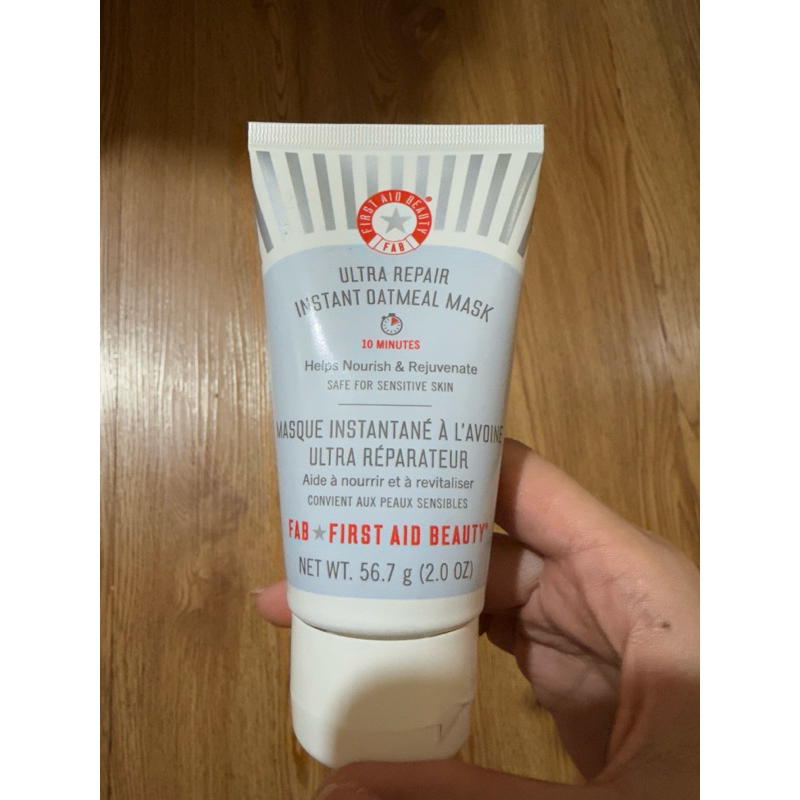 FIRST AID BEAUTY®
FAB
ULTRA REPAIR
INSTANT OATMEAL MASK
10 MINUTES
Helps Nourish & Rejuvenate
SAFE FOR SENSITIVE SKIN
MASQUE INSTANTANÉ À L'AVOINE
ULTRA RÉPARATEUR
Aide à nourrir et à revitaliser
CONVIENT AUX PEAUX SENSIBLES
FAB ★ FIRST AID BEAUTY®
NET WT. 56.7 g (2.0 OZ)